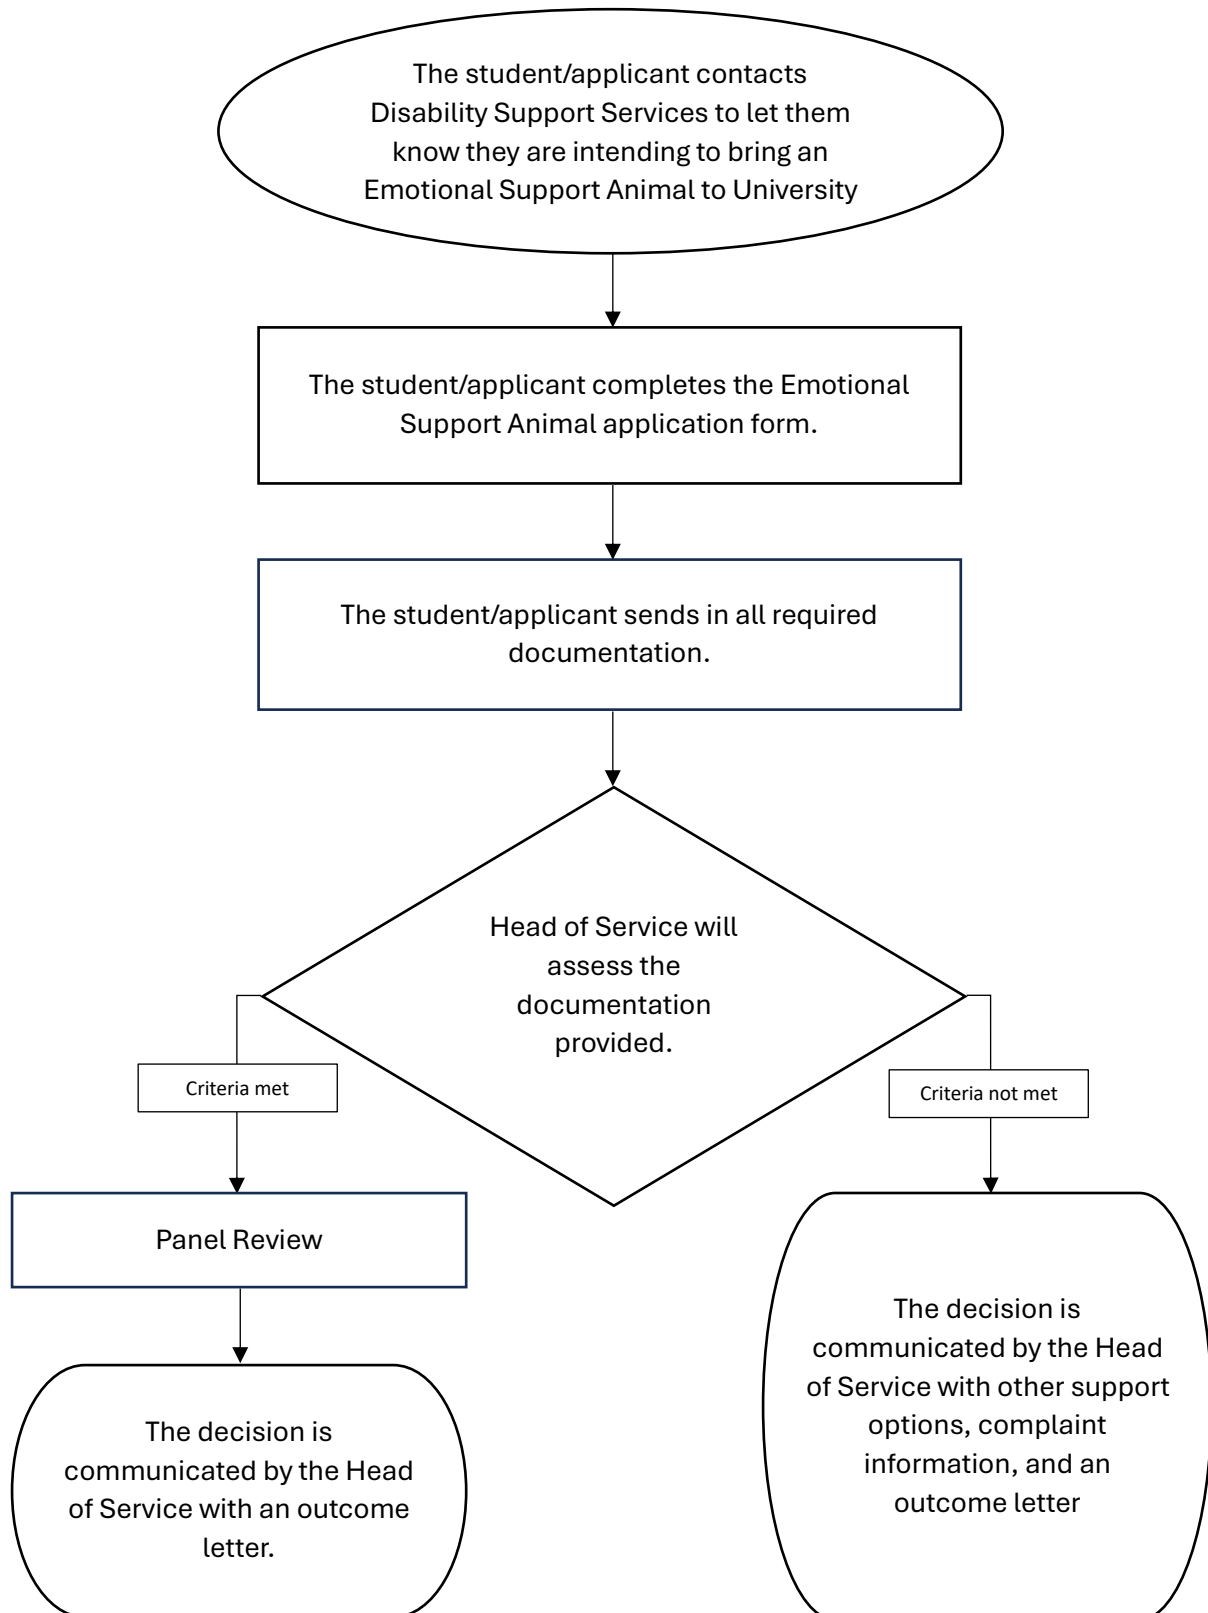 The student/applicant contacts
Disability Support Services to let them
know they are intending to bring an
Emotional Support Animal to University
The student/applicant completes the Emotional
Support Animal application form.
The student/applicant sends in all required
documentation.
Head of Service will
assess the
documentation
provided.
Criteria met
Criteria not met
Panel Review
The decision is
communicated by the Head
of Service with an outcome
letter.
The decision is
communicated by the Head
of Service with other support
options, complaint
information, and an
outcome letter